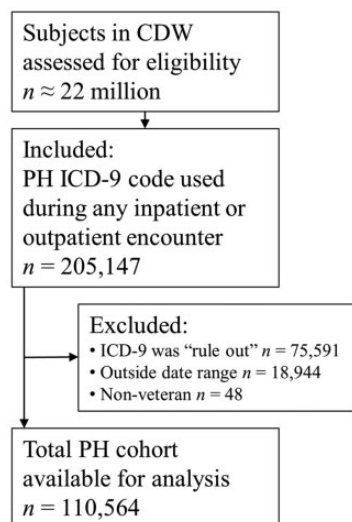 Subjects in CDW
assessed for eligibility
n ≈ 22 million
Included:
PH ICD-9 code used
during any inpatient or
outpatient encounter
n = 205,147
Excluded:
• ICD-9 was “rule out” n = 75,591
• Outside date range n = 18,944
• Non-veteran n = 48
Total PH cohort
available for analysis
n = 110,564